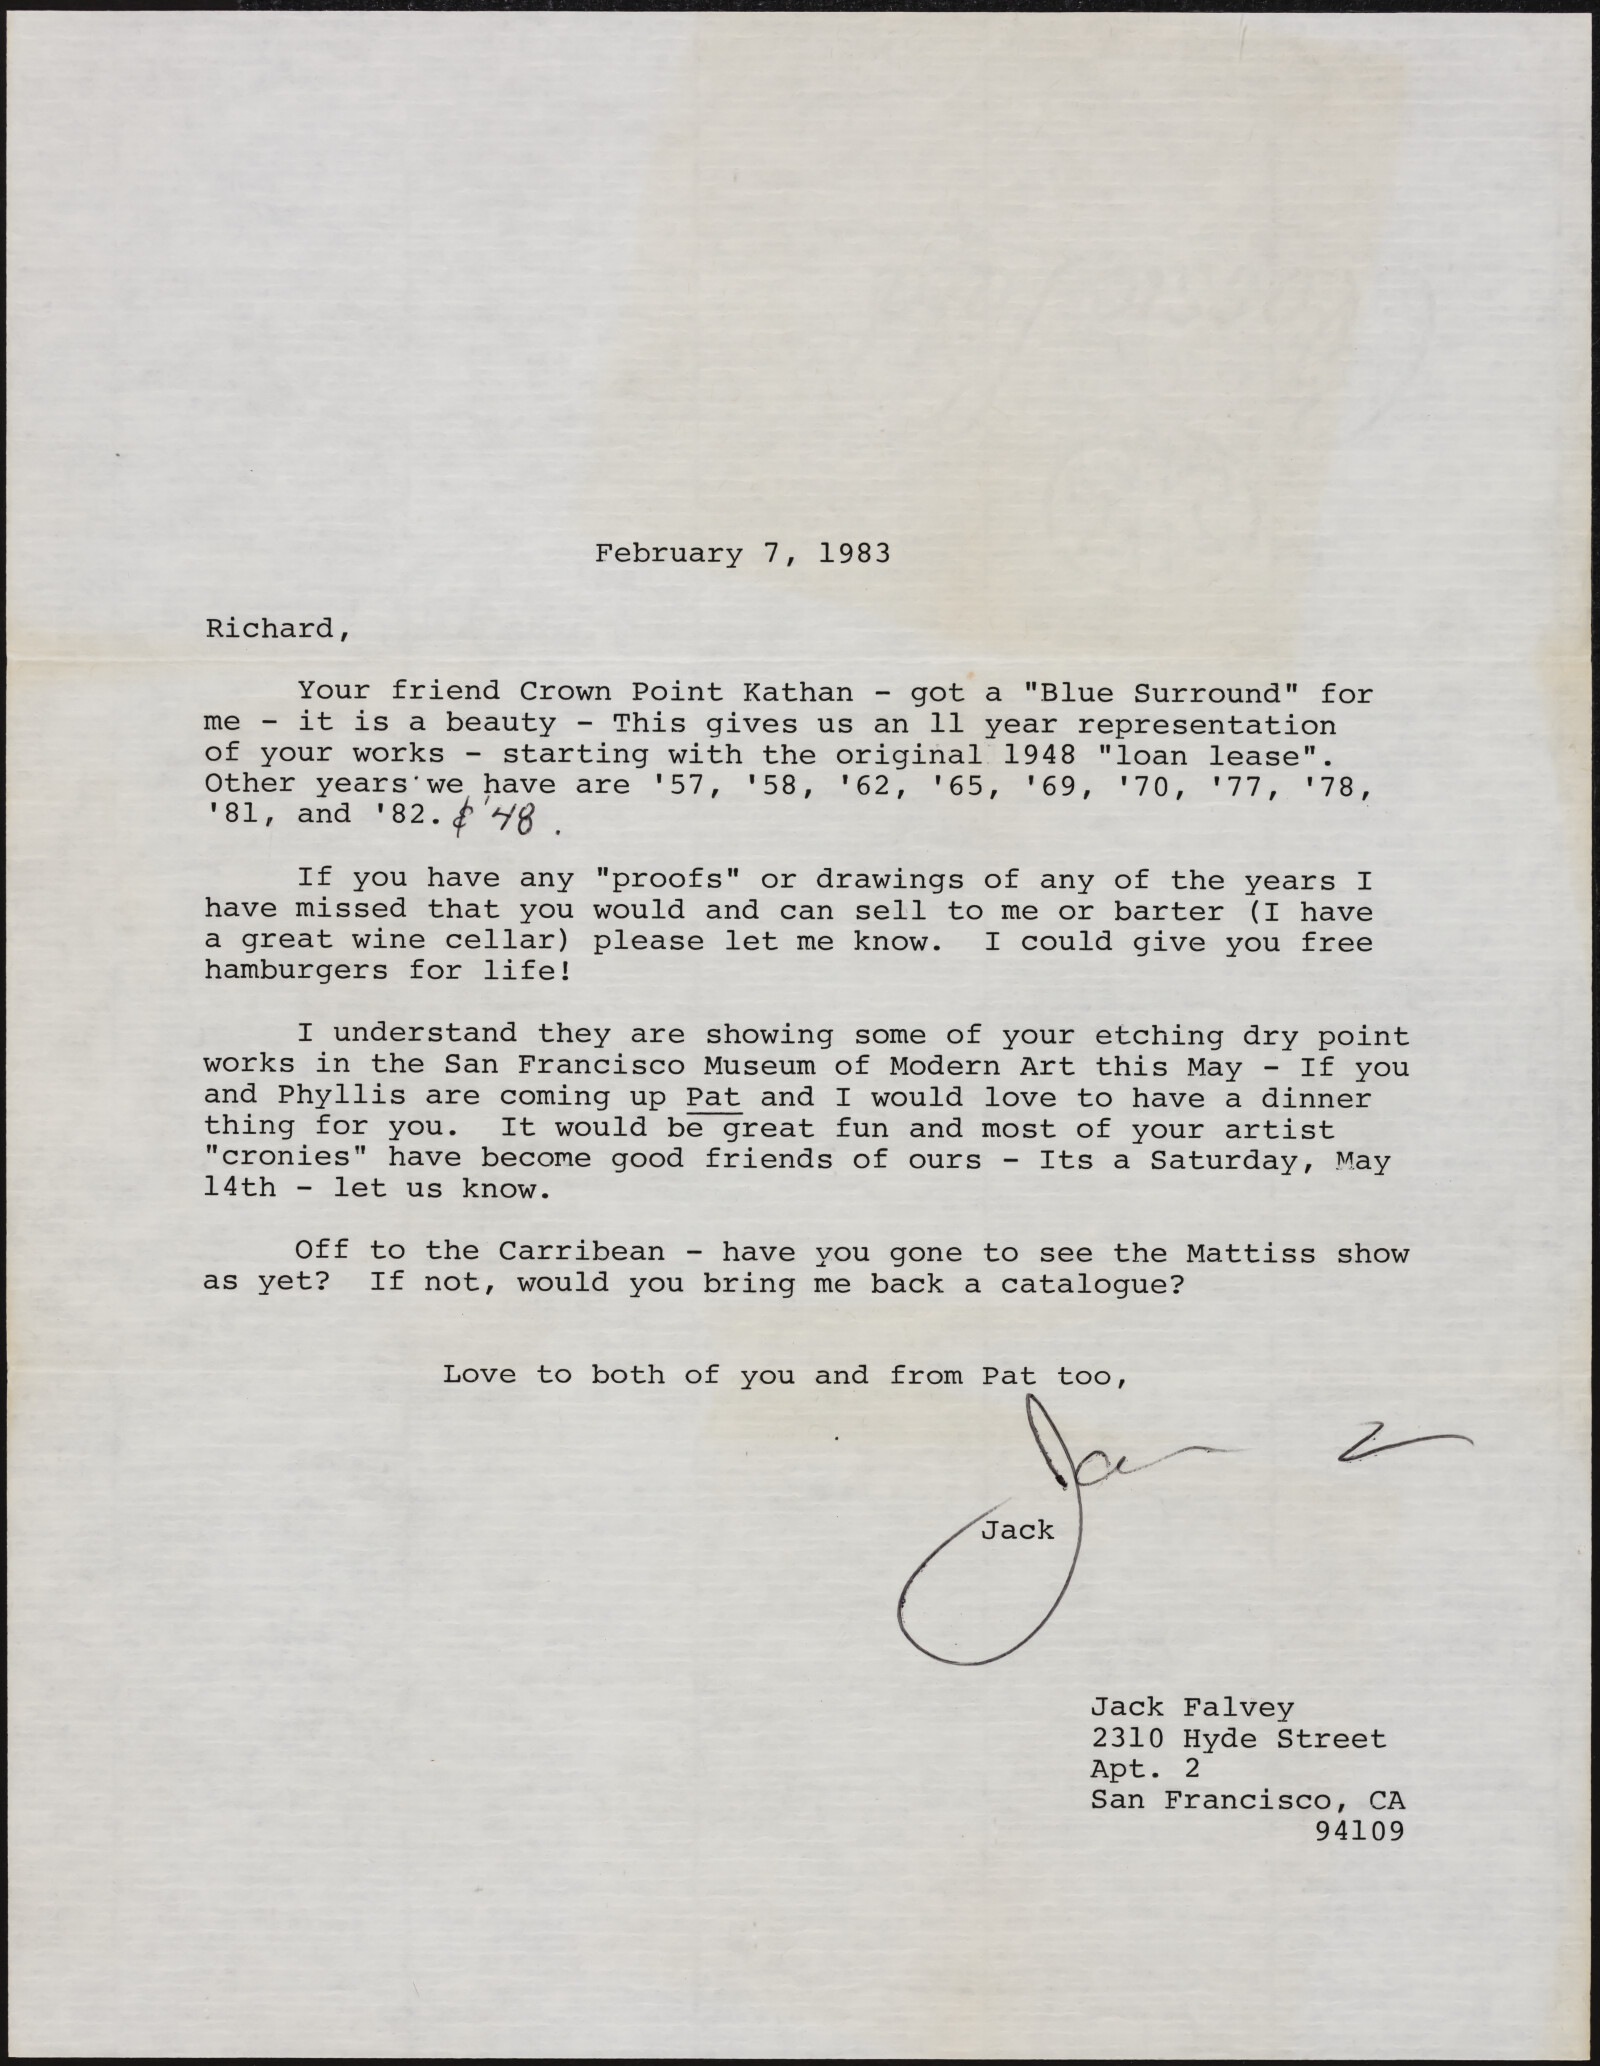 February 7, 1983
Richard,
Your friend Crown Point Kathan - got a "Blue Surround" for
me - it is a beauty - This gives us an 11 year representation
of your works - starting with the original 1948 "loan lease".
Other years we have are '57, '58, '62, '65, '69, '70, '77, '78,
'81, and '82. & '48.
If you have any "proofs" or drawings of any of the years I
have missed that you would and can sell to me or barter (I have
a great wine cellar) please let me know. I could give you free
hamburgers for life!
I understand they are showing some of your etching dry point
works in the San Francisco Museum of Modern Art this May - If you
and Phyllis are coming up Pat and I would love to have a dinner
thing for you. It would be great fun and most of your artist
"cronies" have become good friends of ours - Its a Saturday, May
14th - let us know.
Off to the Carribean - have you gone to see the Mattiss show
as yet? If not, would you bring me back a catalogue?
Love to both of you and from Pat too,
Jack
Jack Falvey
2310 Hyde Street
Apt. 2
San Francisco, CA
94109